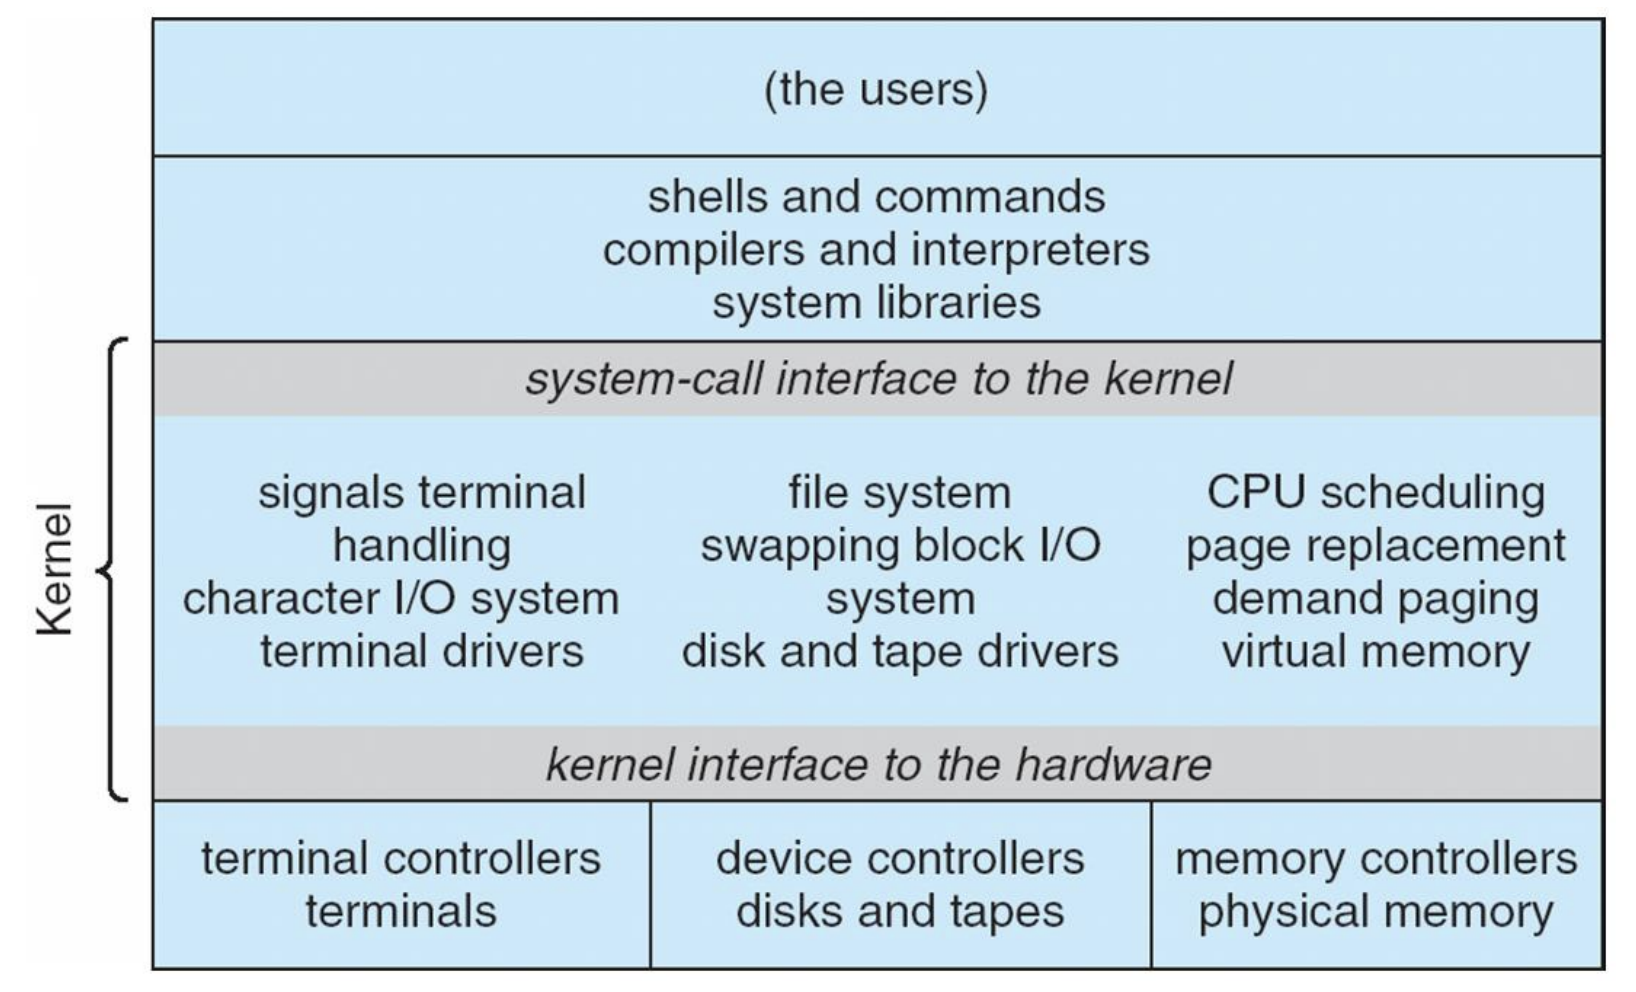 (the users)
shells and commands
compilers and interpreters
system libraries
Kernel
system-call interface to the kernel
signals terminal
handling
character I/O system
terminal drivers
file system
swapping block I/O
system
disk and tape drivers
CPU scheduling
page replacement
demand paging
virtual memory
kernel interface to the hardware
terminal controllers
terminals
device controllers
disks and tapes
memory controllers
physical memory